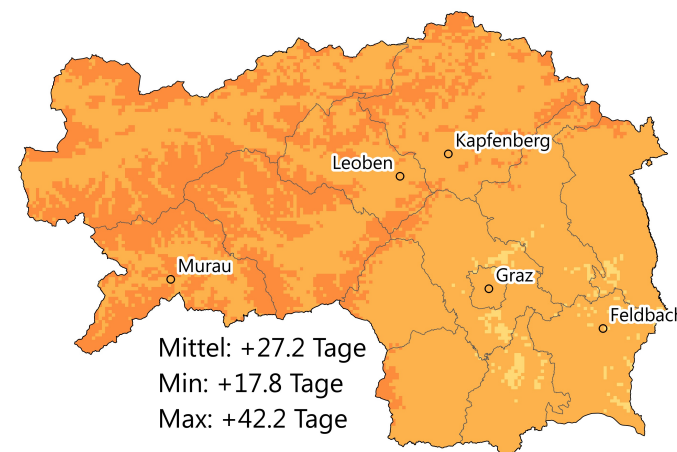 Kapfenberg
Leoben
Murau
Graz
Feldbach
Mittel: +27.2 Tage
Min: +17.8 Tage
Max: +42.2 Tage